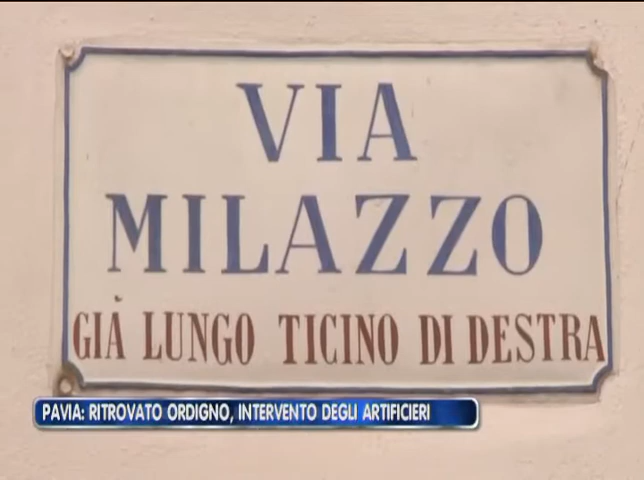 VIA
MILAZZO
GIÀ LUNGO TICINO DI DESTRA
PAVIA: RITROVATO ORDIGNO, INTERVENTO DEGLI ARTIFICIERI